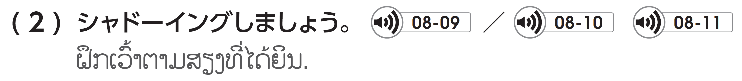 (2) シャドーイングしましょう。 08-09 / 08-10 08-11
ຝຶກເວົ້າຕາມສຽງທີ່ໄດ້ຍິນ.